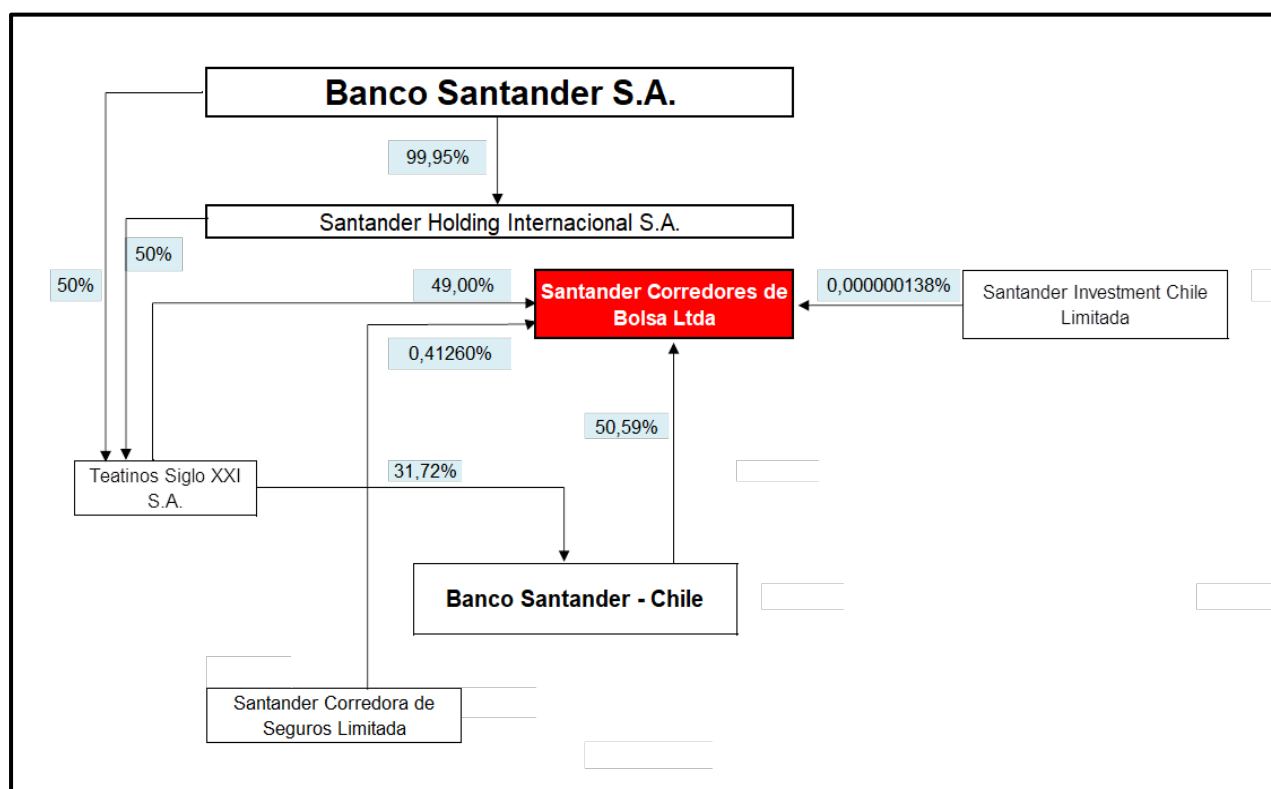 Banco Santander S.A.
99,95%
Santander Holding Internacional S.A.
50%
50%
49,00%
Santander Corredores de
Bolsa Ltda
0,000000138%
Santander Investment Chile
Limitada
0,41260%
50,59%
Teatinos Siglo XXI
S.A.
31,72%
Banco Santander - Chile
Santander Corredora de
Seguros Limitada